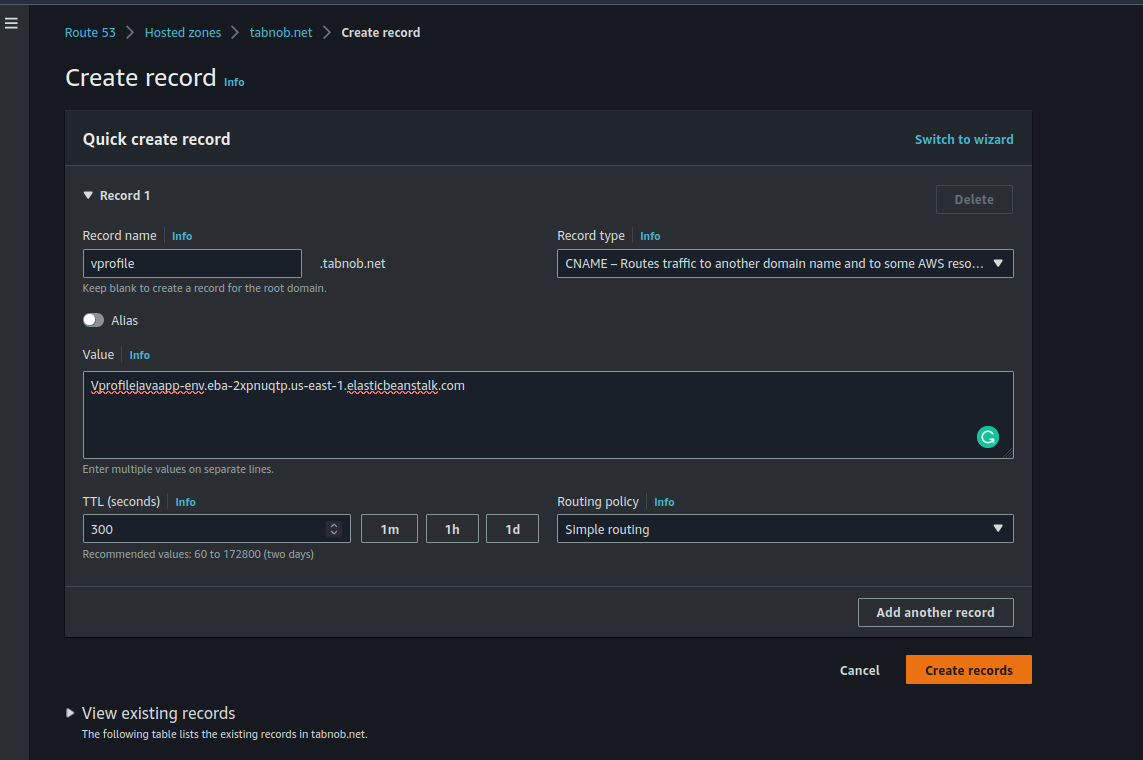 Route 53 > Hosted zones > tabnob.net > Create record
Create record Info
Quick create record Switch to wizard
Record 1 Delete
Record name Info Record type Info
vprofile .tabnob.net CNAME – Routes traffic to another domain name and to some AWS reso...
Keep blank to create a record for the root domain.
Alias
Value Info
Vprofilejavaapp-env.eba-2xpnuqtp.us-east-1.elasticbeanstalk.com
Enter multiple values on separate lines.
TTL (seconds) Info Routing policy Info
300 1m 1h 1d Simple routing
Recommended values: 60 to 172800 (two days)
Add another record
Cancel Create records
View existing records
The following table lists the existing records in tabnob.net.